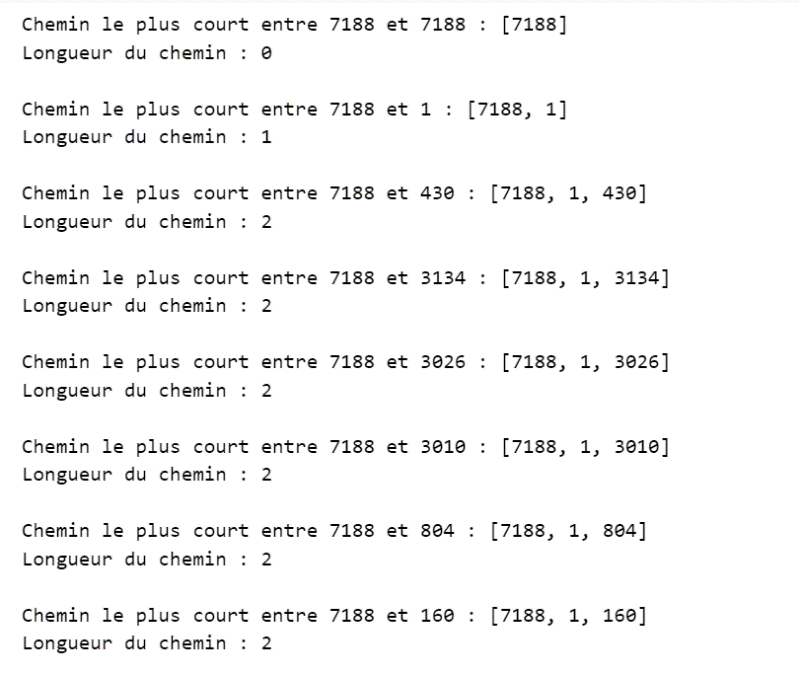 Chemin le plus court entre 7188 et 7188 : [7188]
Longueur du chemin : 0
Chemin le plus court entre 7188 et 1 : [7188, 1]
Longueur du chemin : 1
Chemin le plus court entre 7188 et 430 : [7188, 1, 430]
Longueur du chemin : 2
Chemin le plus court entre 7188 et 3134 : [7188, 1, 3134]
Longueur du chemin : 2
Chemin le plus court entre 7188 et 3026 : [7188, 1, 3026]
Longueur du chemin : 2
Chemin le plus court entre 7188 et 3010 : [7188, 1, 3010]
Longueur du chemin : 2
Chemin le plus court entre 7188 et 804 : [7188, 1, 804]
Longueur du chemin : 2
Chemin le plus court entre 7188 et 160 : [7188, 1, 160]
Longueur du chemin : 2